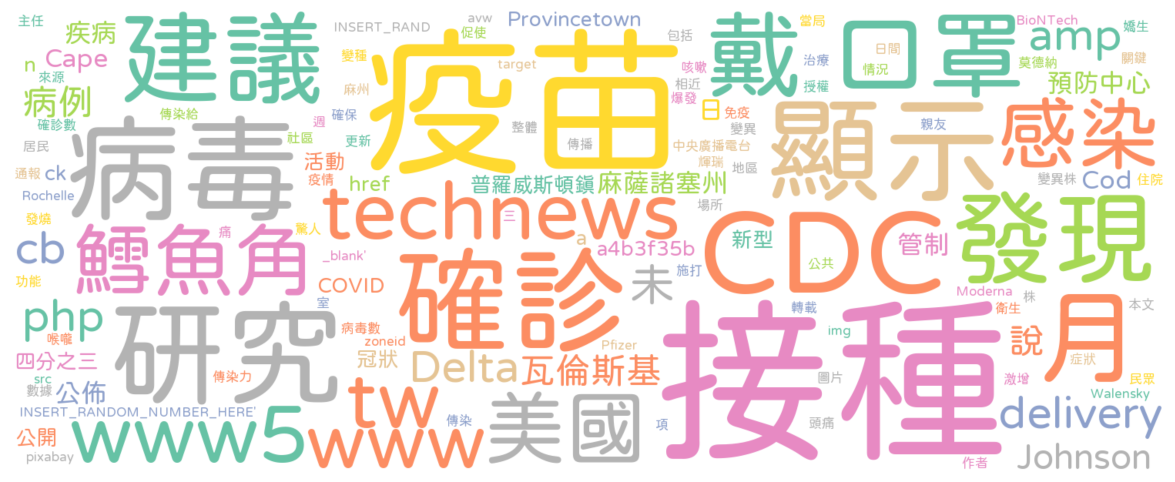 主任
疾病
Cape
n
來源
病例
確診數
居民
通報
ck
Rochelle
發燒
cb
功能
php
喉嚨
四分之三
src
數據
公佈
INSERT_RANDOM_NUMBER_HERE'
公開
pixabay
建議
傳染給
病毒
社區
活動
疫情
鱈魚角
痛
驚人
研究
傳染力
www5
INSERT_RAND
變種
麻州
週
確保
更新
href
technews
_blank'
COVID
室
病毒數
zoneid
冠狀
tw
www
avw
促使
Provincetown
target
疫苗
整體
傳播
包括
咳嗽
相近
爆發
普羅威斯頓鎮
麻薩諸塞州
三
a
a4b3f35b
確診
未
施打
Delta
瓦倫斯基
Pfizer
傳染
美國
項
戴
口罩
日
免疫
變異
中央廣播電台
輝瑞
地區
場所
CDC
新型
管制
公共
轉載
img
接種
圖片
頭痛
作者
當局
治療
授權
日間
情況
BioNTech
莫德納
amp
嬌生
關鍵
預防中心
顯示
親友
感染
變異株
Cod
住院
發現
Moderna
株
衛生
本文
說
月
症狀
激增
民眾
Walensky
delivery
Johnson